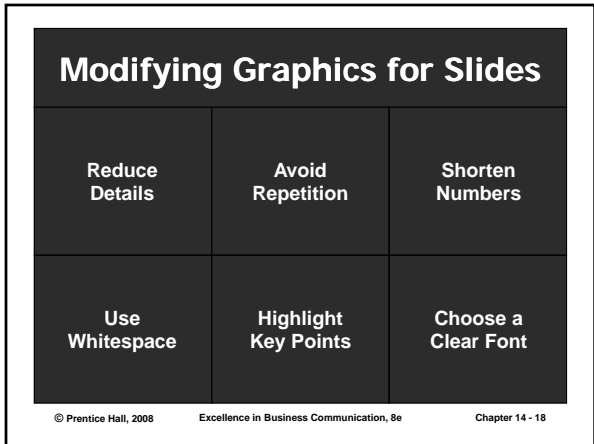 Modifying Graphics for Slides
Reduce
Details
Avoid
Repetition
Shorten
Numbers
Use
Whitespace
Highlight
Key Points
Choose a
Clear Font
© Prentice Hall, 2008 Excellence in Business Communication, 8e Chapter 14 - 18